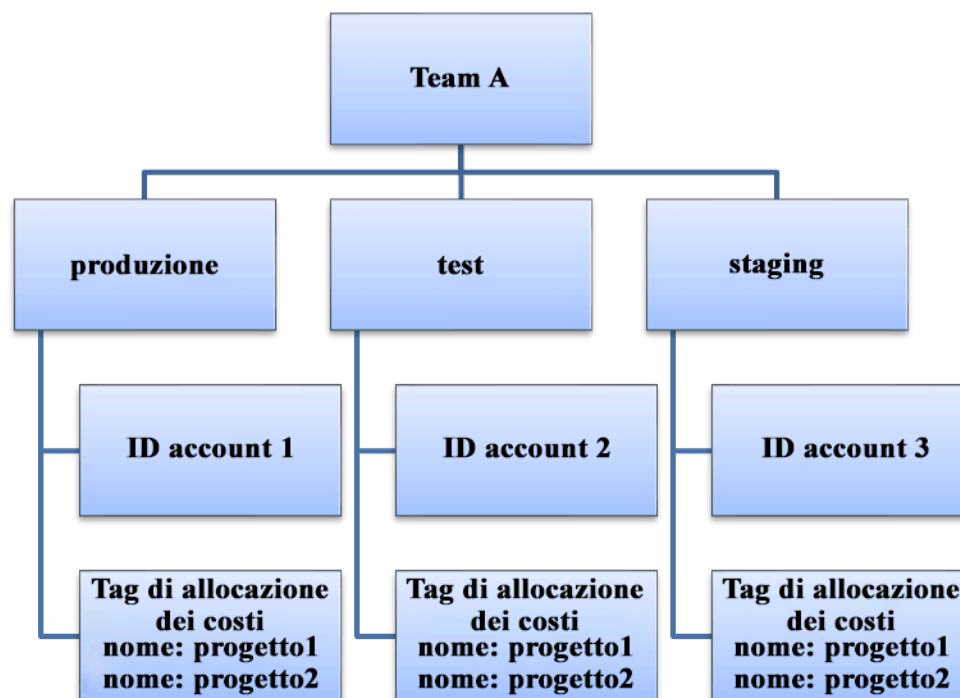 Team A
produzione
test
staging
ID account 1
ID account 2
ID account 3
Tag di allocazione
dei costi
nome: progetto1
nome: progetto2
Tag di allocazione
dei costi
nome: progetto1
nome: progetto2
Tag di allocazione
dei costi
nome: progetto1
nome: progetto2